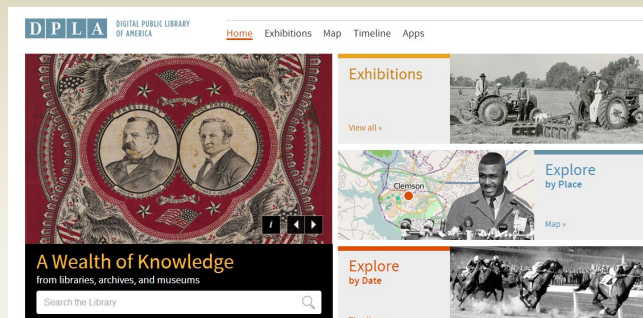 DPLA
DIGITAL PUBLIC LIBRARY
OF AMERICA
Home Exhibitions Map Timeline Apps
Exhibitions
View all »
Clemson
Explore
by Place
Map »
i
A Wealth of Knowledge
from libraries, archives, and museums
Search the Library
Explore
by Date